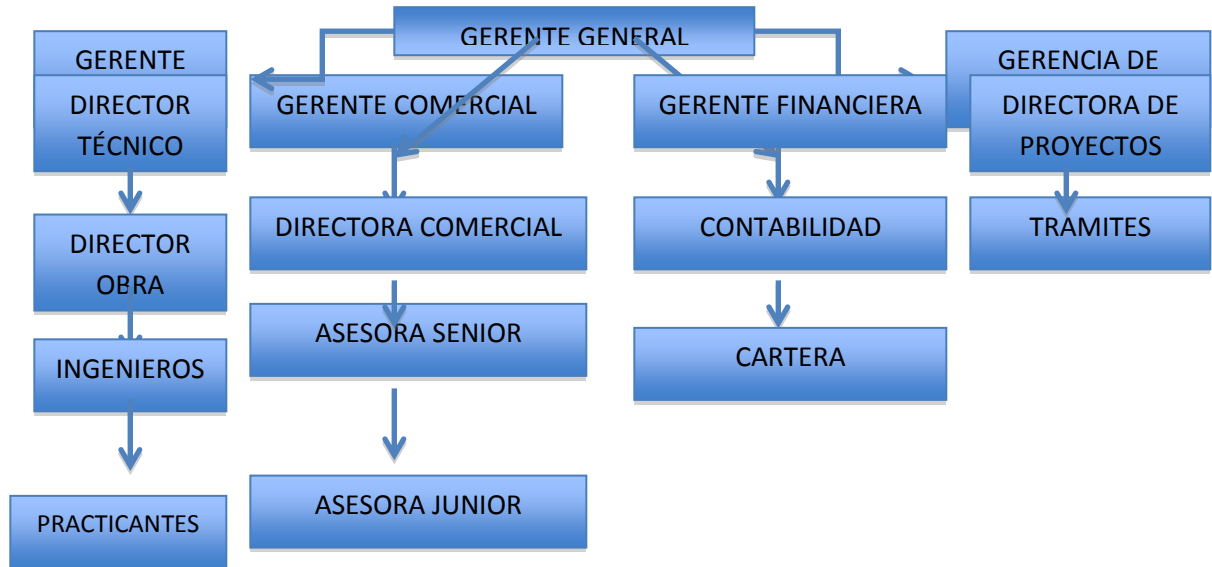 GERENTE GENERAL
GERENTE
DIRECTOR
TÉCNICO
DIRECTOR
OBRA
INGENIEROS
PRACTICANTES
GERENTE COMERCIAL
DIRECTORA COMERCIAL
ASESORA SENIOR
ASESORA JUNIOR
GERENTE FINANCIERA
CONTABILIDAD
CARTERA
GERENCIA DE
DIRECTORA DE
PROYECTOS
TRAMITES